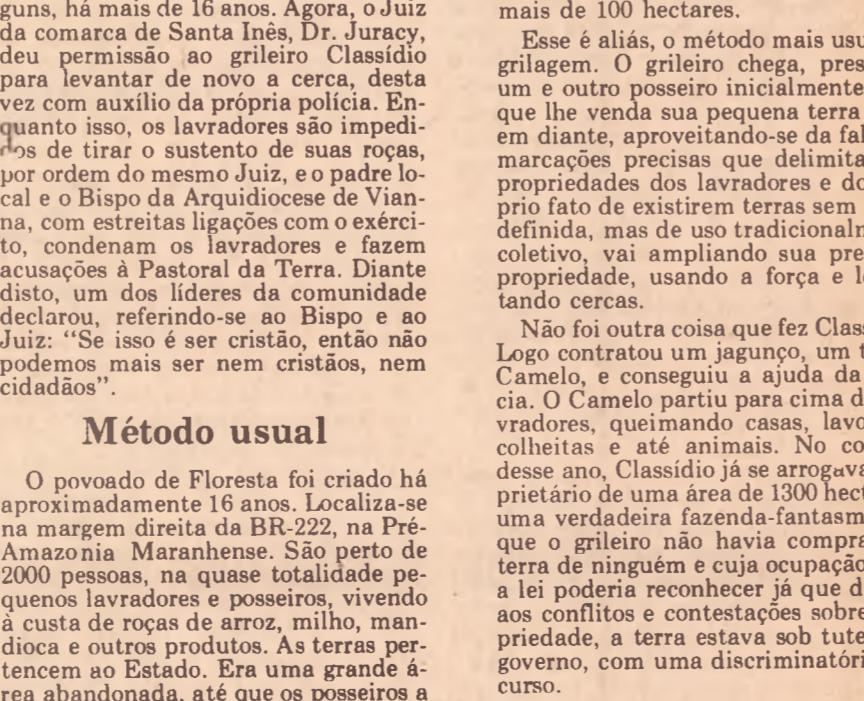 guns, há mais de 16 anos. Agora, o Juiz
da comarca de Santa Inês, Dr. Juracy,
deu permissão ao grileiro Classídio
para levantar de novo a cerca, desta
vez com auxílio da própria polícia. En-
quanto isso, os lavradores são impedi-
dos de tirar o sustento de suas roças,
por ordem do mesmo Juiz, e o padre lo-
cal e o Bispo da Arquidiocese de Vian-
na, com estreitas ligações com o exérci-
to, condenam os lavradores e fazem
acusações à Pastoral da Terra. Diante
disto, um dos líderes da comunidade
declarou, referindo-se ao Bispo e ao
Juiz: “Se isso é ser cristão, então não
podemos mais ser nem cristãos, nem
cidadãos”.
Método usual
O povoado de Floresta foi criado há
aproximadamente 16 anos. Localiza-se
na margem direita da BR-222, na Pré-
Amazonia Maranhense. São perto de
2000 pessoas, na quase totalidade pe-
quenos lavradores e posseiros, vivendo
à custa de roças de arroz, milho, man-
dioca e outros produtos. As terras per-
tencem ao Estado. Era uma grande á-
rea abandonada, até que os posseiros a
mais de 100 hectares.
Esse é aliás, o método mais usu
grilagem. O grileiro chega, pres
um e outro posseiro inicialmente
que lhe venda sua pequena terra
em diante, aproveitando-se da fal
marcações precisas que delimita
propriedades dos lavradores e do
prio fato de existirem terras sem
definida, mas de uso tradicionalm
coletivo, vai ampliando sua pre
propriedade, usando a força e l
tando cercas.
Não foi outra coisa que fez Clas
Logo contratou um jagunço, um t
Camelo, e conseguiu a ajuda da
cia. O Camelo partiu para cima d
vradores, queimando casas, lavo
colheitas e até animais. No co
desse ano, Classídio já se arrogava
prietário de uma área de 1300 hect
uma verdadeira fazenda-fantasm
que o grileiro não havia compra
terra de ninguém e cuja ocupação
a lei poderia reconhecer já que d
aos conflitos e contestações sobre
priedade, a terra estava sob tute
governo, com uma discriminatóri
curso.